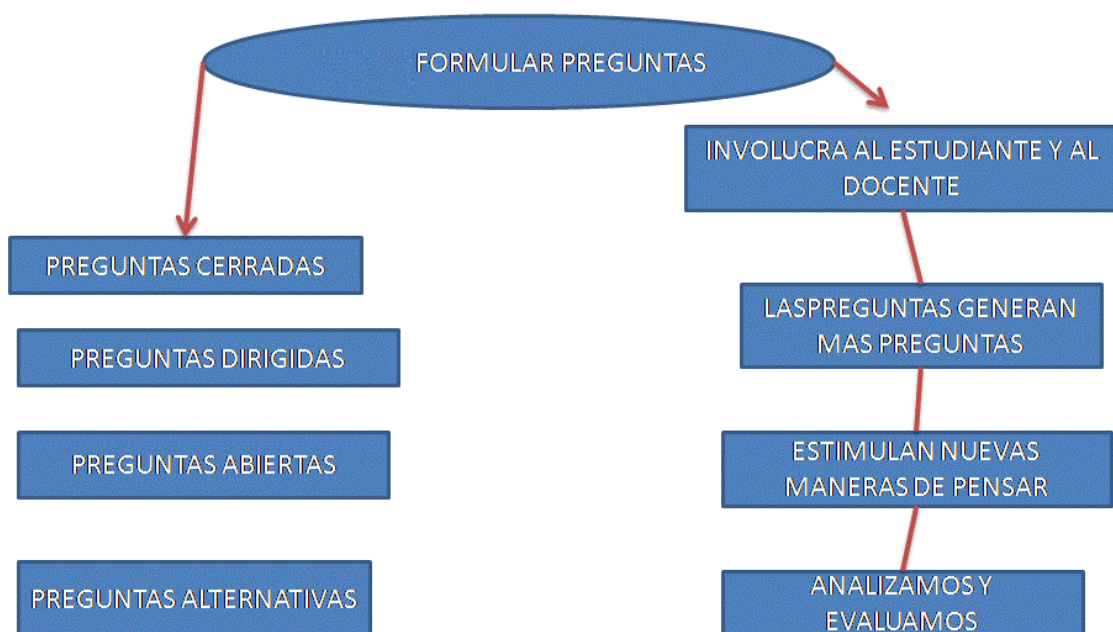 FORMULAR PREGUNTAS
INVOLUCRA AL ESTUDIANTE Y AL
DOCENTE
PREGUNTAS CERRADAS
LASPREGUNTAS GENERAN
MAS PREGUNTAS
PREGUNTAS DIRIGIDAS
PREGUNTAS ABIERTAS
ESTIMULAN NUEVAS
MANERAS DE PENSAR
PREGUNTAS ALTERNATIVAS
ANALIZAMOS Y
EVALUAMOS